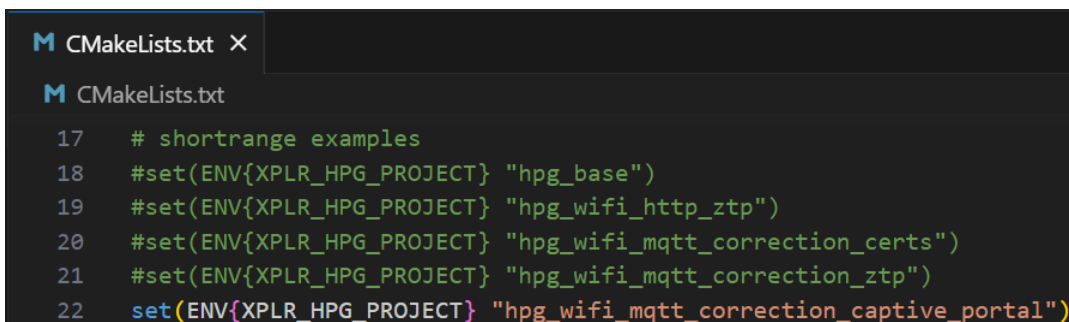 M CMakeLists.txt ×
M CMakeLists.txt
17 # shortrange examples
18 #set(ENV{XPLR_HPG_PROJECT} "hpg_base")
19 #set(ENV{XPLR_HPG_PROJECT} "hpg_wifi_http_ztp")
20 #set(ENV{XPLR_HPG_PROJECT} "hpg_wifi_mqtt_correction_certs")
21 #set(ENV{XPLR_HPG_PROJECT} "hpg_wifi_mqtt_correction_ztp")
22 set(ENV{XPLR_HPG_PROJECT} "hpg_wifi_mqtt_correction_captive_portal")